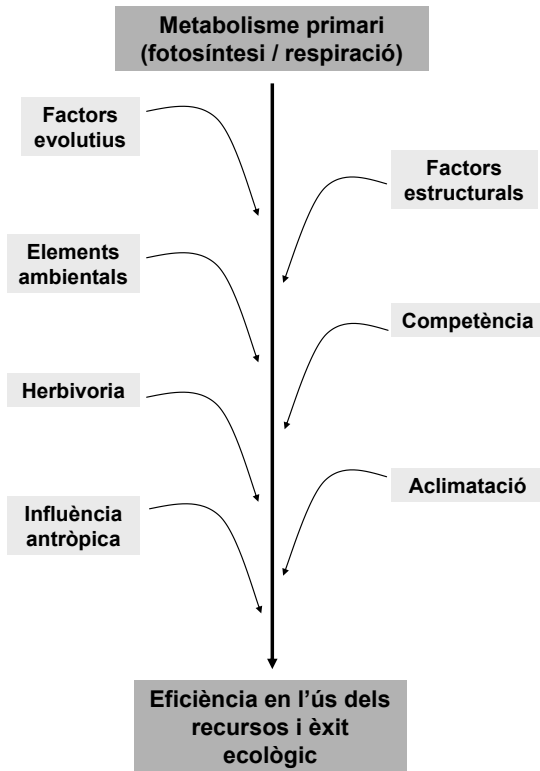 Metabolisme primari
(fotosíntesi / respiració)
Factors
evolutius
Factors
estructurals
Elements
ambientals
Competència
Herbivoria
Aclimatació
Influència
antròpica
Eficiència en l'ús dels
recursos i èxit
ecològic